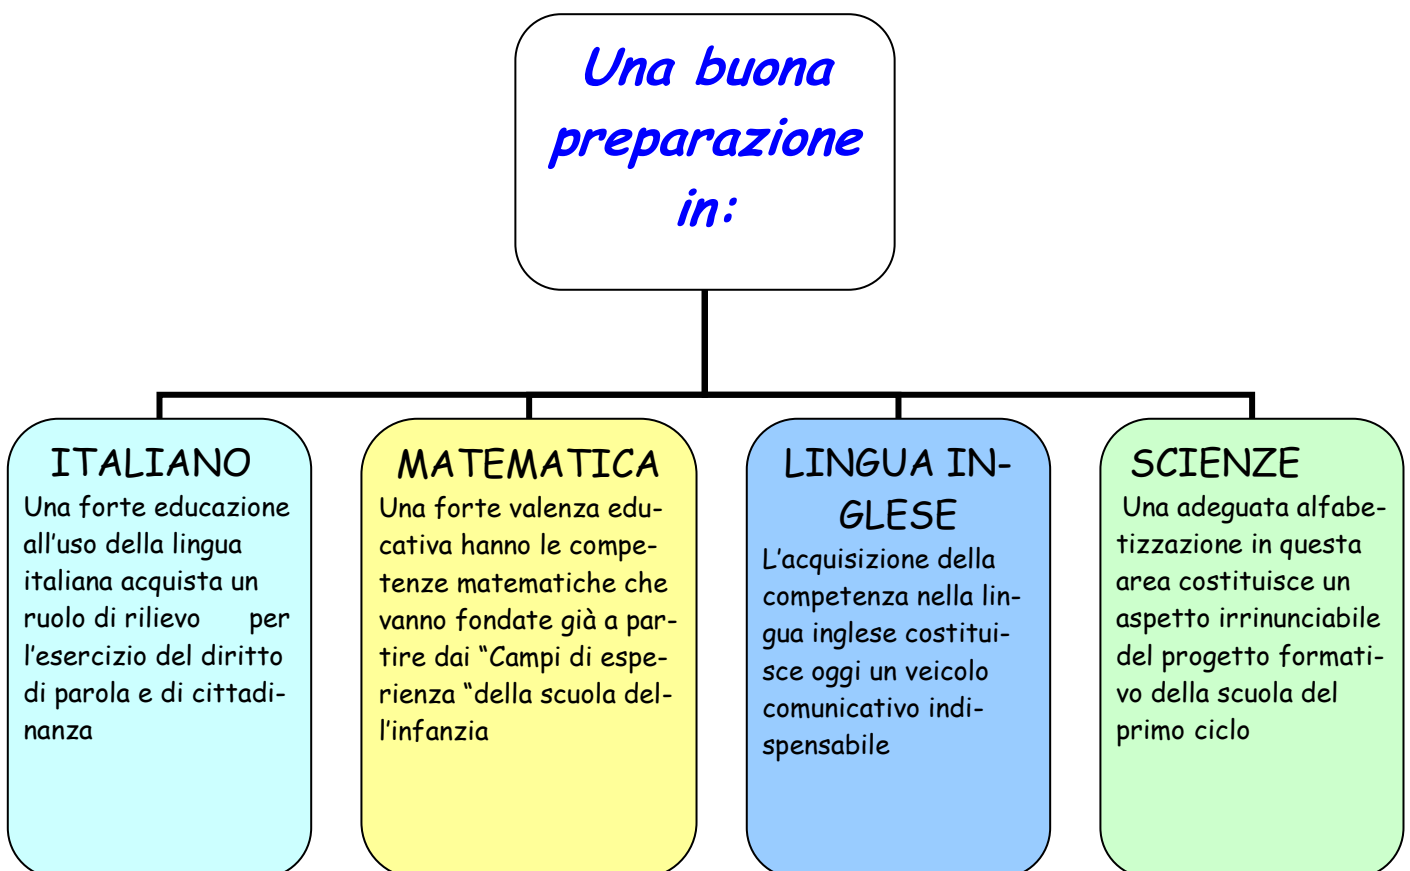 Una buona
preparazione
in:
ITALIANO
Una forte educazione
all'uso della lingua
italiana acquista un
ruolo di rilievo per
l'esercizio del diritto
di parola e di cittadi-
nanza
MATEMATICA
Una forte valenza edu-
cativa hanno le compe-
tenze matematiche che
vanno fondate già a par-
tire dai “Campi di espe-
rienza “della scuola del-
l'infanzia
LINGUA IN-
GLESE
L'acquisizione della
competenza nella lin-
gua inglese costitui-
sce oggi un veicolo
comunicativo indi-
spensabile
SCIENZE
Una adeguata alfabe-
tizzazione in questa
area costituisce un
aspetto irrinunciabile
del progetto formati-
vo della scuola del
primo ciclo